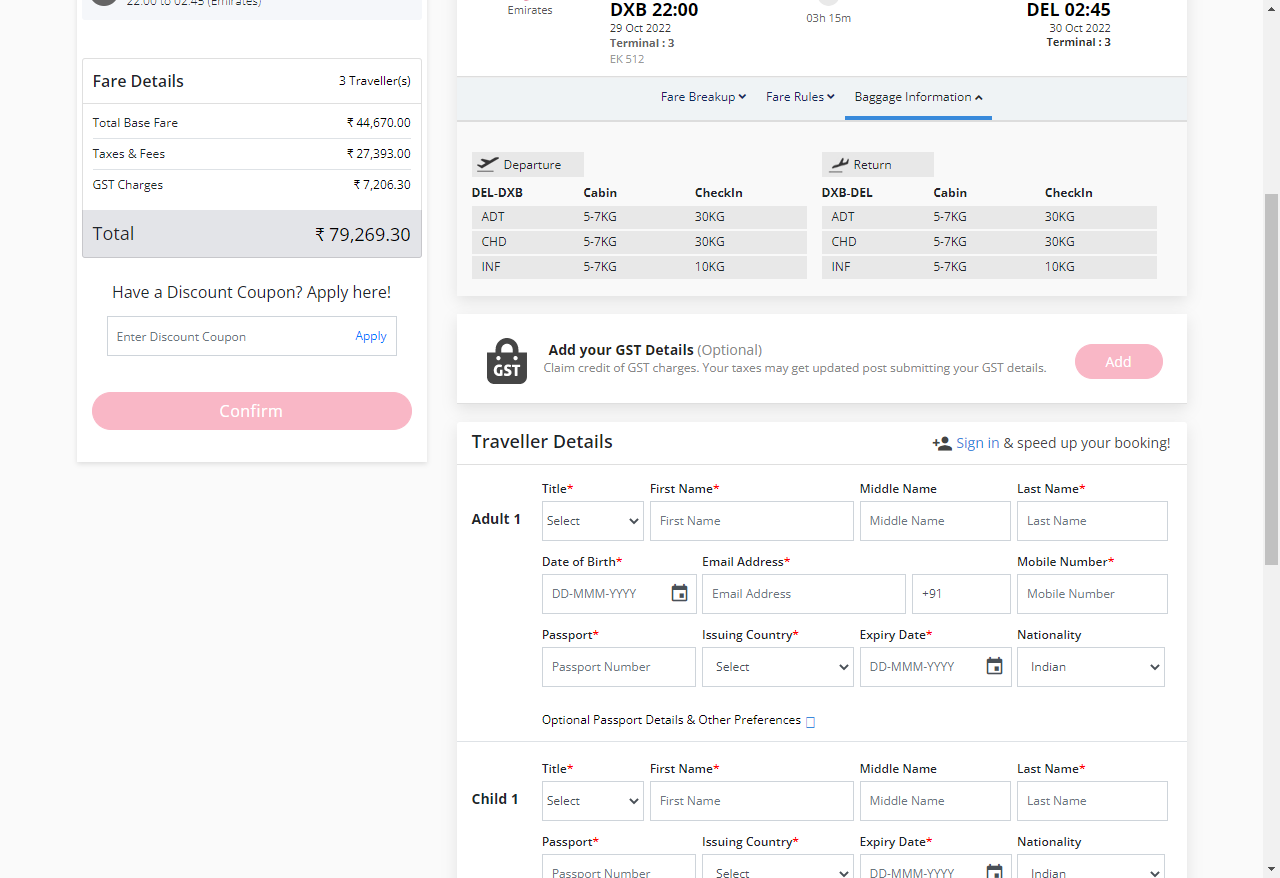 22:00 to 02:45 (Emirates)
Fare Details 3 Traveller(s)
Total Base Fare ₹ 44,670.00
Taxes & Fees ₹ 27,393.00
GST Charges ₹ 7,206.30
Total ₹ 79,269.30
Have a Discount Coupon? Apply here!
Enter Discount Coupon Apply
Confirm
Emirates DXB 22:00 03h 15m DEL 02:45
29 Oct 2022 30 Oct 2022
Terminal : 3 Terminal : 3
EK 512
Fare Breakup Fare Rules Baggage Information
Departure Return
DEL-DXB Cabin CheckIn DXB-DEL Cabin CheckIn
ADT 5-7KG 30KG ADT 5-7KG 30KG
CHD 5-7KG 30KG CHD 5-7KG 30KG
INF 5-7KG 10KG INF 5-7KG 10KG
GST
Add your GST Details (Optional)
Claim credit of GST charges. Your taxes may get updated post submitting your GST details.
Add
Traveller Details Sign in & speed up your booking!
Title* First Name* Middle Name Last Name*
Adult 1 Select First Name Middle Name Last Name
Date of Birth* Email Address* Mobile Number*
DD-MMM-YYYY Email Address +91 Mobile Number
Passport* Issuing Country* Expiry Date* Nationality
Passport Number Select DD-MMM-YYYY Indian
Optional Passport Details & Other Preferences
Title* First Name* Middle Name Last Name*
Child 1 Select First Name Middle Name Last Name
Passport* Issuing Country* Expiry Date* Nationality
Passport Number Select DD-MMM-YYYY Indian